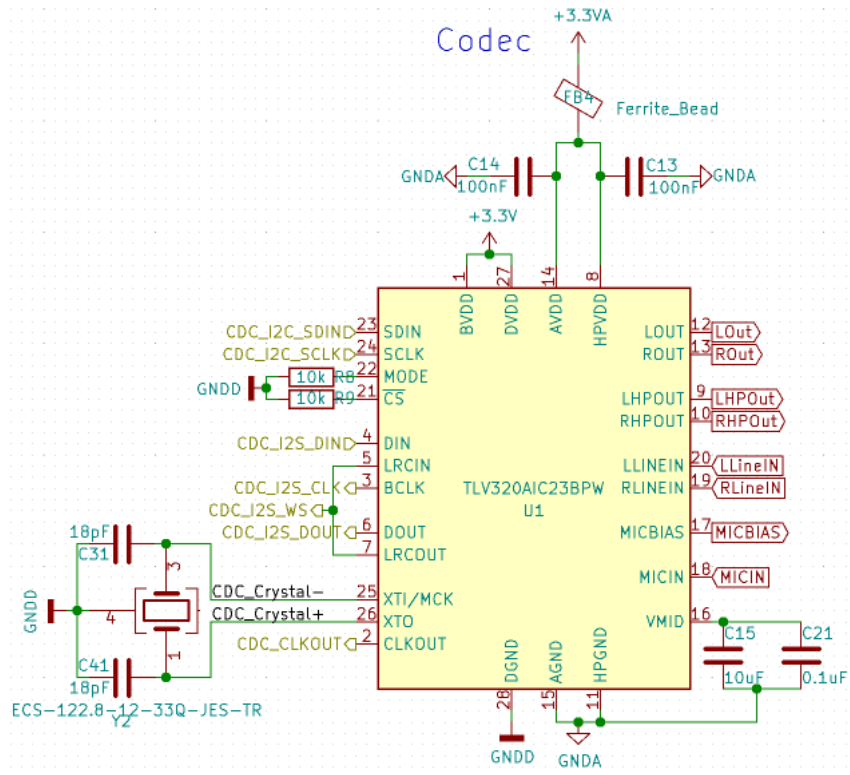 +3.3VA
Codec
FB4
Ferrite_Bead
C14
C13
GNDA
GNDA
100nF
100nF
+3.3V
1
27
14
8
BVDD
DVDD
AVDD
HPVDD
CDC_I2C_SDIN
23
SDIN
LOUT
12
LOut
CDC_I2C_SCLK
24
SCLK
ROUT
13
ROut
GNDD
10k
R8
22
MODE
10k
R9
21
CS
LHPOUT
9
LHPOut
RHPOUT
10
RHPOut
CDC_I2S_DIN
4
DIN
5
LRCIN
LLINEIN
20
LLineIN
CDC_I2S_CLK
3
BCLK
TLV320AIC23BPW
RLINEIN
19
RLineIN
CDC_I2S_WS
U1
18pF
C31
CDC_I2S_DOUT
6
DOUT
MICBIAS
17
MICBIAS
7
LRCOUT
3
MICIN
18
MICIN
CDC_Crystal-
25
XTI/MCK
GNDD
4
CDC_Crystal+
26
XTO
VMID
16
CDC_CLKOUT
2
CLKOUT
C15
C21
1
C41
18pF
10uF
0.1uF
DGND
AGND
HPGND
28
15
11
ECS-122.8-12-33Q-JES-TR
Y2
GNDD
GNDA